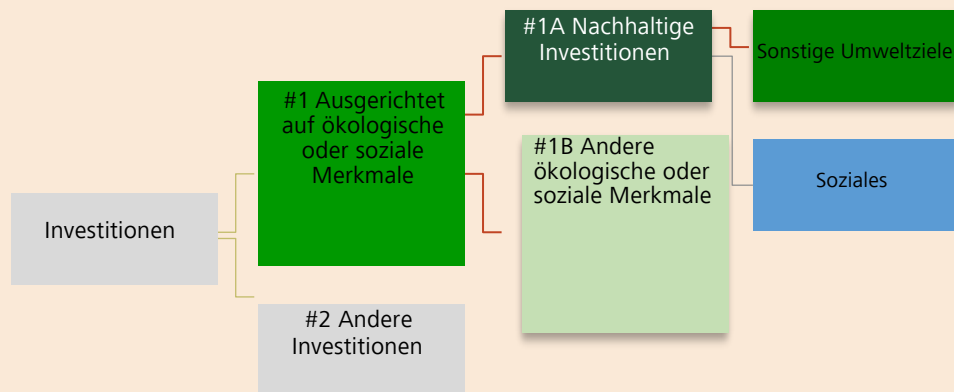 Investitionen
#1 Ausgerichtet
auf ökologische
oder soziale
Merkmale
#2 Andere
Investitionen
#1A Nachhaltige
Investitionen
#1B Andere
ökologische oder
soziale Merkmale
Sonstige Umweltziele
Soziales